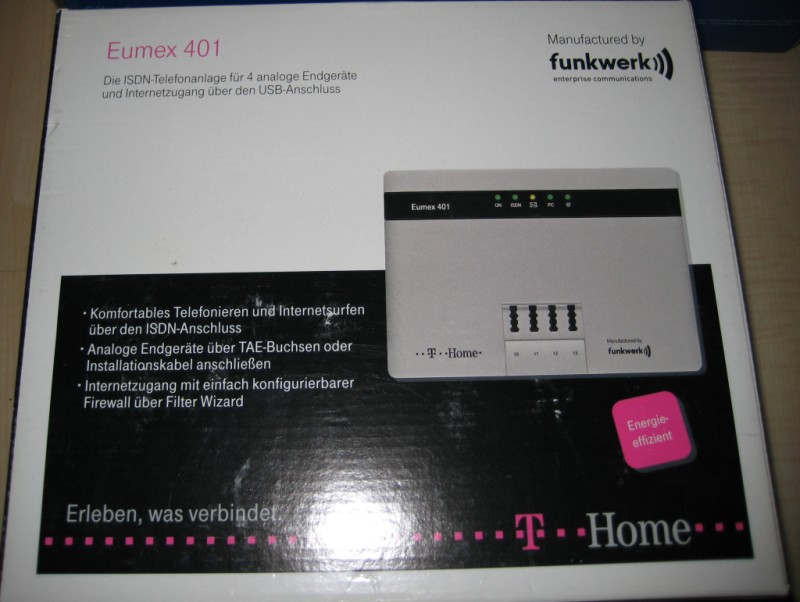 Eumex 401
Die ISDN-Telefonanlage für 4 analoge Endgeräte
und Internetzugang über den USB-Anschluss
Manufactured by
funkwerk
enterprise communications
Eumex 401
ON ISDN PC
· Komfortables Telefonieren und Internetsurfen
über den ISDN-Anschluss
· Analoge Endgeräte über TAE-Buchsen oder
Installationskabel anschließen
· Internetzugang mit einfach konfigurierbarer
Firewall über Filter Wizard
··T··Home·
Manufactured by
funkwerk
Energie-
effizient
Erleben, was verbindet.
T··Home···